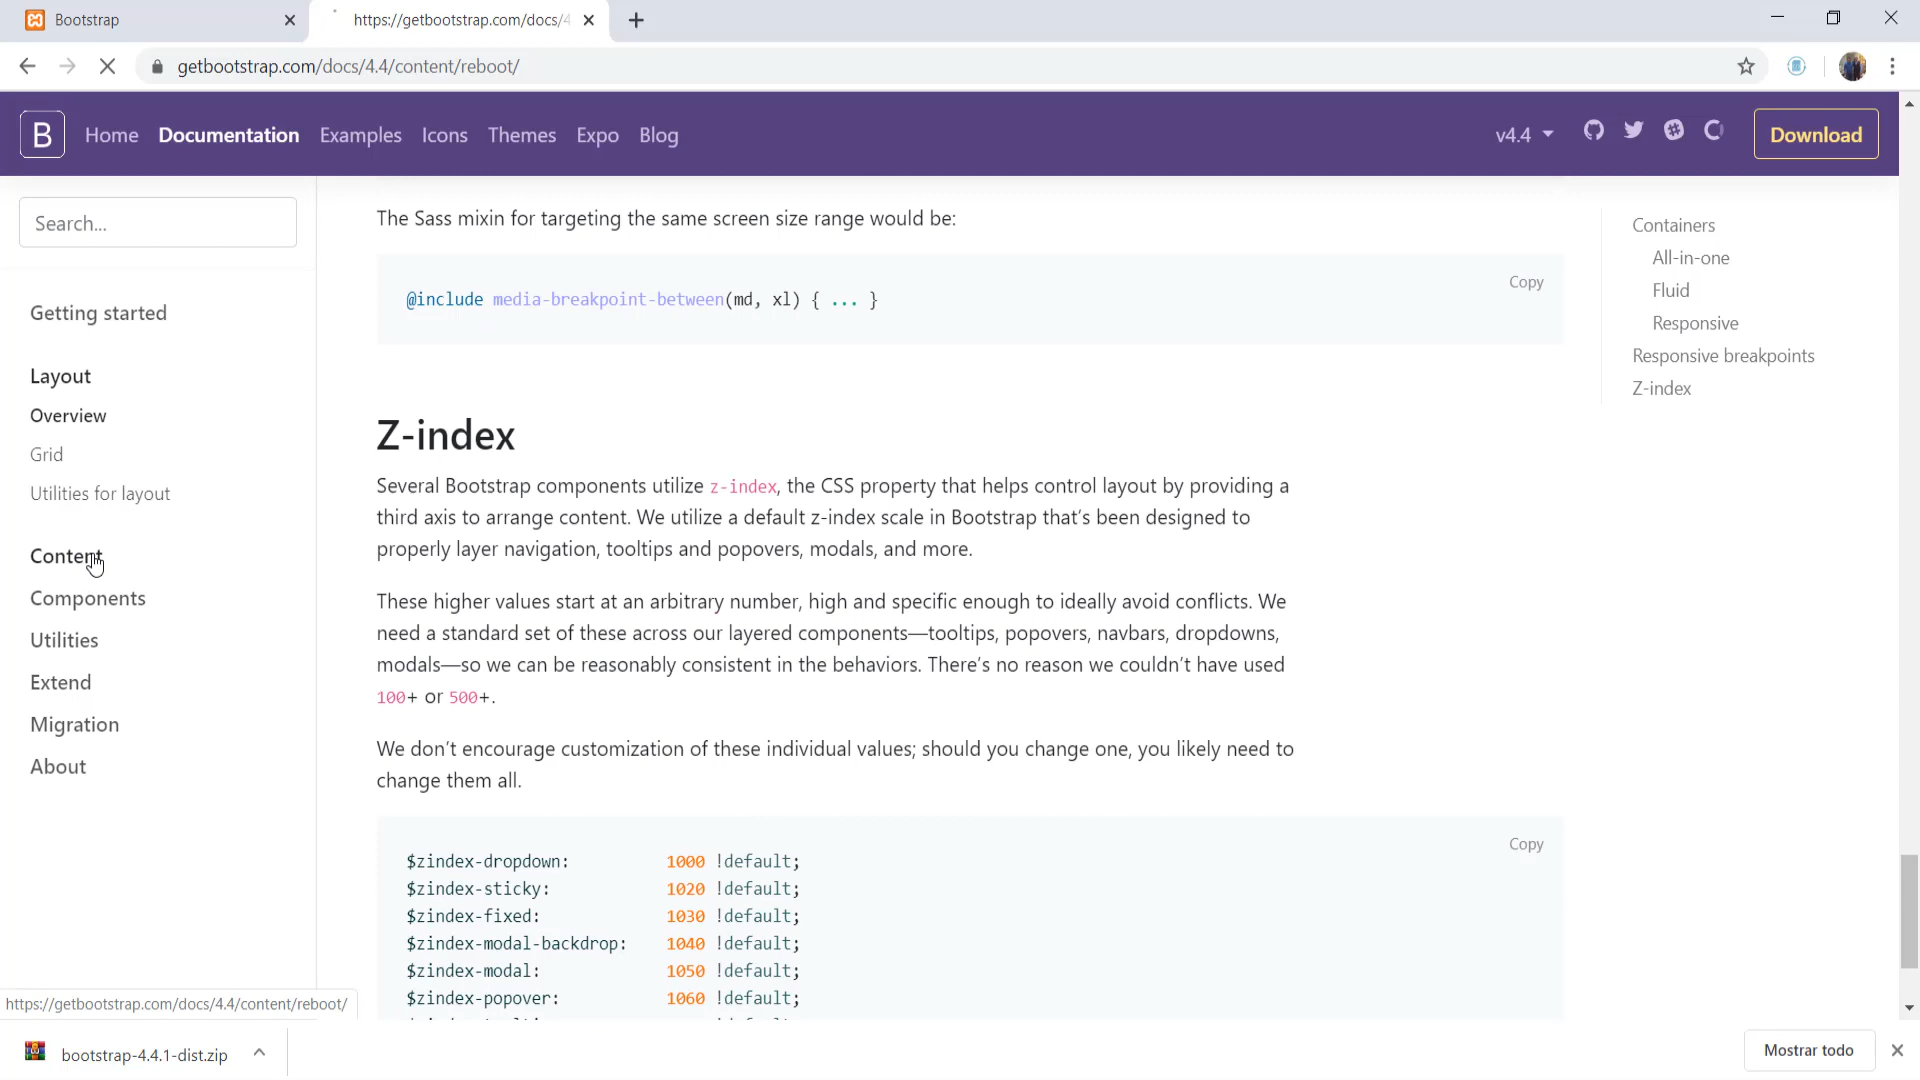 Bootstrap
https://getbootstrap.com/docs/4
getbootstrap.com/docs/4.4/content/reboot/
B
Home
Documentation
Examples
Icons
Themes
Expo
Blog
v4.4
Download
Search...
Getting started
Layout
Overview
Grid
Utilities for layout
Content
Components
Utilities
Extend
Migration
About
The Sass mixin for targeting the same screen size range would be:
Copy
@include media-breakpoint-between(md, xl) { ... }
Z-index
Several Bootstrap components utilize z-index, the CSS property that helps control layout by providing a
third axis to arrange content. We utilize a default z-index scale in Bootstrap that's been designed to
properly layer navigation, tooltips and popovers, modals, and more.
These higher values start at an arbitrary number, high and specific enough to ideally avoid conflicts. We
need a standard set of these across our layered components—tooltips, popovers, navbars, dropdowns,
modals—so we can be reasonably consistent in the behaviors. There's no reason we couldn't have used
100+ or 500+.
We don't encourage customization of these individual values; should you change one, you likely need to
change them all.
Copy
$zindex-dropdown: 1000 !default;
$zindex-sticky: 1020 !default;
$zindex-fixed: 1030 !default;
$zindex-modal-backdrop: 1040 !default;
$zindex-modal: 1050 !default;
$zindex-popover: 1060 !default;
Containers
All-in-one
Fluid
Responsive
Responsive breakpoints
Z-index
https://getbootstrap.com/docs/4.4/content/reboot/
bootstrap-4.4.1-dist.zip
Mostrar todo